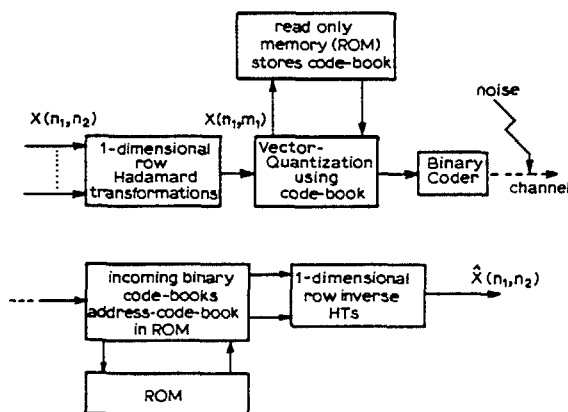 read only
memory (ROM)
stores code-book
noise
X(n₁,n₂)
X(n₁,m₁)
1-dimensional
row
Hadamard
transformations
Vector-
Quantization
using
code-book
Binary
Coder
channel
incoming binary
code-books
address-code-book
in ROM
1-dimensional
row inverse
HTs
X̂(n₁,n₂)
ROM